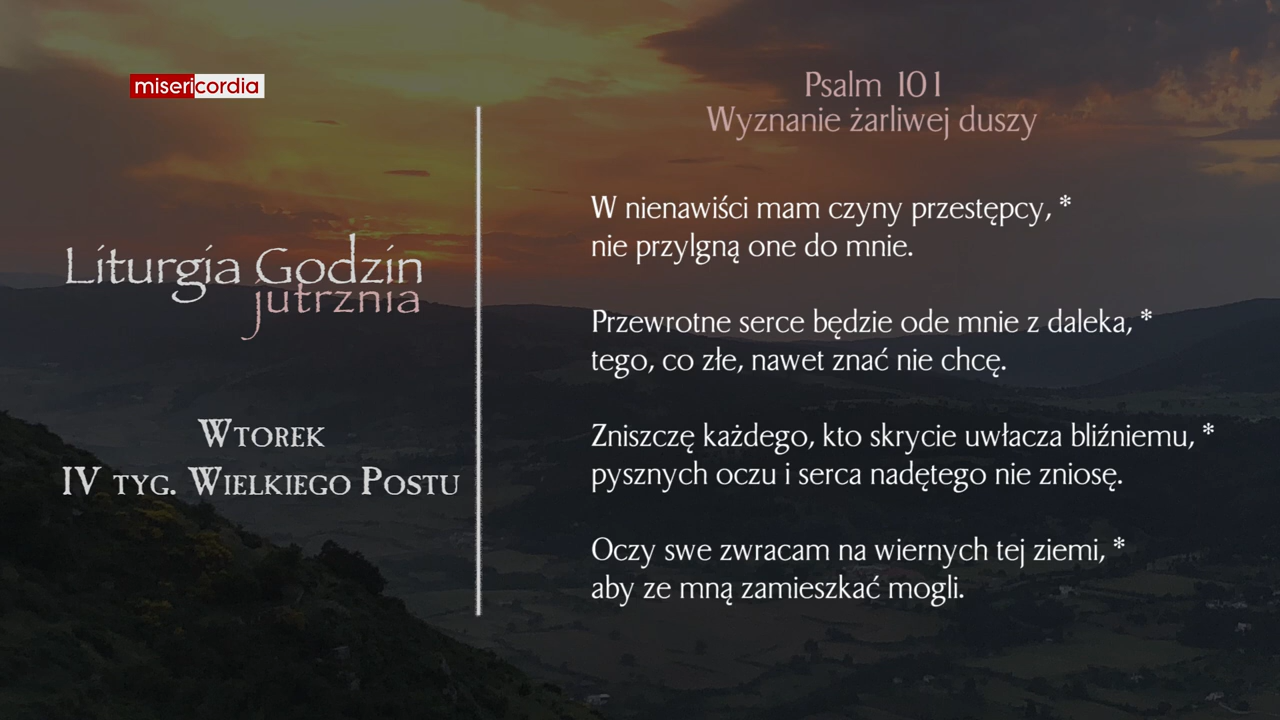 misericordia
Liturgia Godzin
jutrznia
Wtorek
IV tyg. Wielkiego Postu
Psalm 101
Wyznanie żarliwej duszy
W nienawiści mam czyny przestępcy, *
nie przylgną one do mnie.
Przewrotne serce będzie ode mnie z daleka, *
tego, co złe, nawet znać nie chcę.
Zniszczę każdego, kto skrycie uwłacza bliźniemu, *
pysznych oczu i serca nadętego nie zniosę.
Oczy swe zwracam na wiernych tej ziemi, *
aby ze mną zamieszkać mogli.